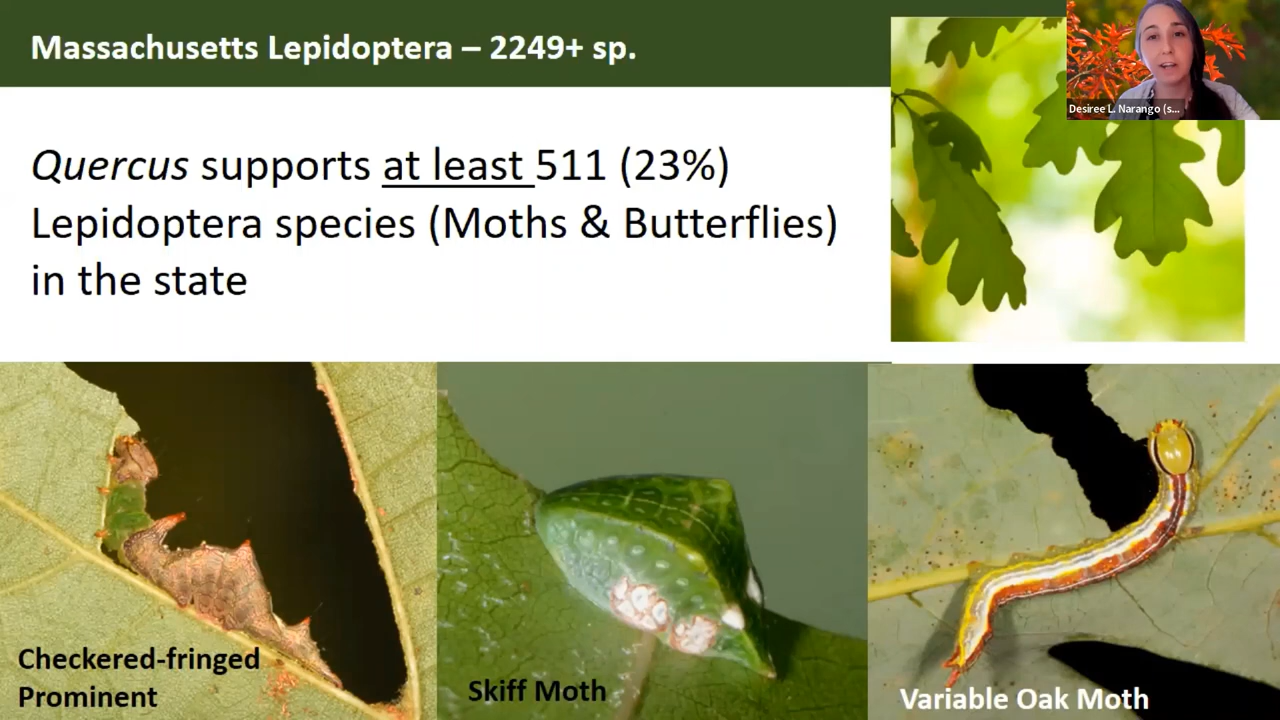 Massachusetts Lepidoptera – 2249+ sp.
Desiree L. Narango (s...
Quercus supports at least 511 (23%)
Lepidoptera species (Moths & Butterflies)
in the state
Checkered-fringed
Prominent
Skiff Moth
Variable Oak Moth